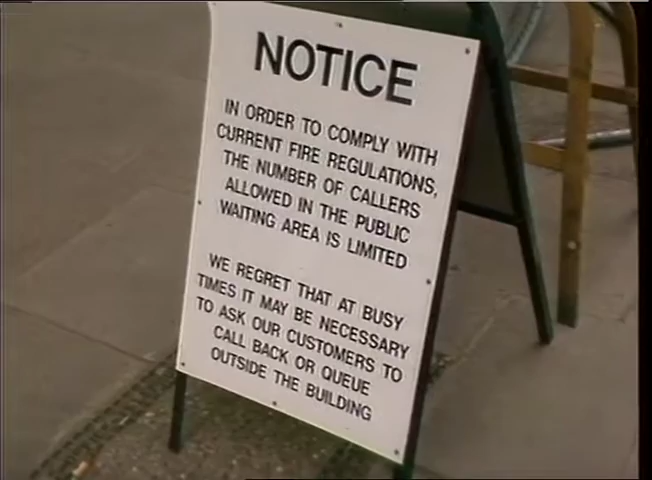 NOTICE
IN ORDER TO COMPLY WITH
CURRENT FIRE REGULATIONS,
THE NUMBER OF CALLERS
ALLOWED IN THE PUBLIC
WAITING AREA IS LIMITED
WE REGRET THAT AT BUSY
TIMES IT MAY BE NECESSARY
TO ASK OUR CUSTOMERS TO
CALL BACK OR QUEUE
OUTSIDE THE BUILDING